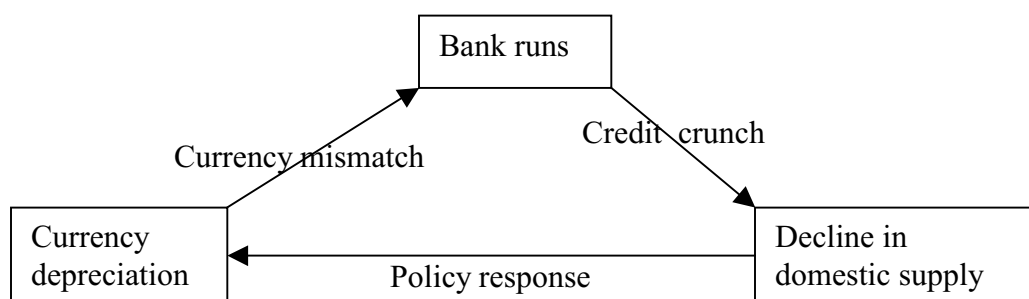 Bank runs
Credit crunch
Currency mismatch
Currency
depreciation
Decline in
domestic supply
Policy response